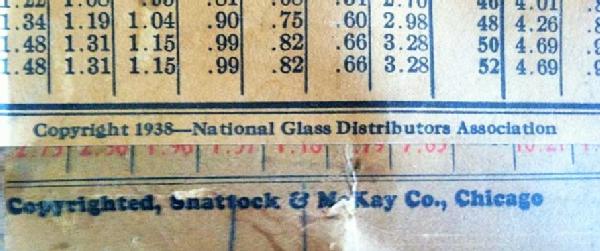 1.34 1.19 1.04 .90 .75 .60 2.98 48 4.26
1.48 1.31 1.15 .99 .82 .66 3.28 50 4.69
1.48 1.31 1.15 .99 .82 .66 3.28 52 4.69
Copyright 1938—National Glass Distributors Association
Copyrighted, & McKay Co., Chicago